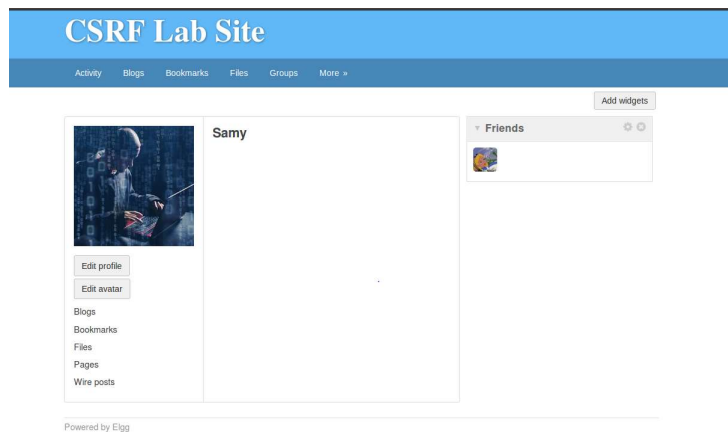 CSRF Lab Site
Activity Blogs Bookmarks Files Groups More »
Add widgets
Samy
Friends
Edit profile
Edit avatar
Blogs
Bookmarks
Files
Pages
Wire posts
Powered by Elgg